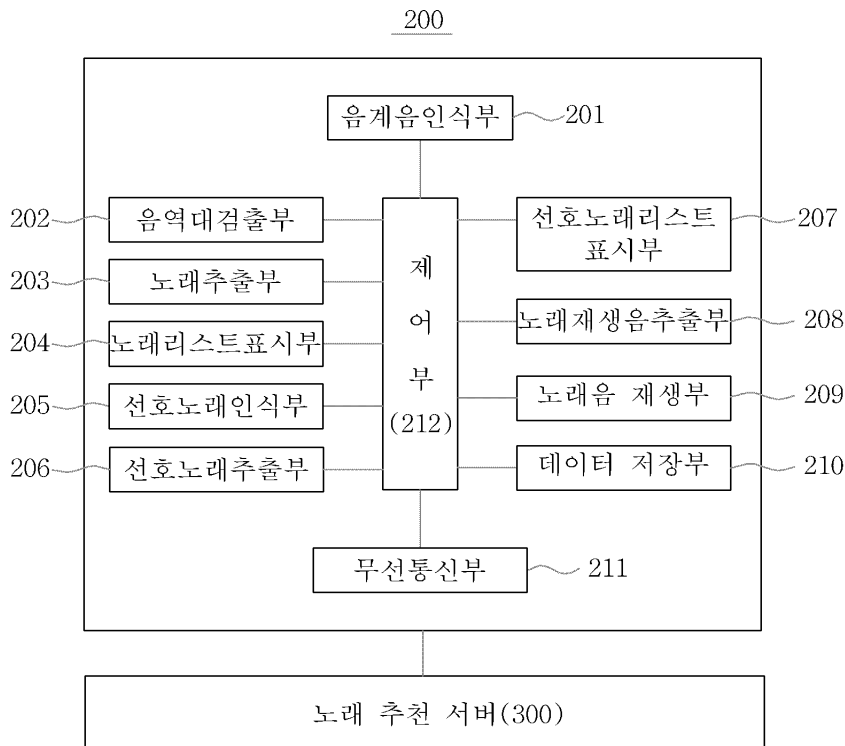 200
음계음인식부 201
202 음역대검출부
203 노래추출부
204 노래리스트표시부
205 선호노래인식부
206 선호노래추출부
제
어
부
(212)
선호노래리스트 207
표시부
노래재생음추출부 208
노래음 재생부 209
데이터 저장부 210
무선통신부 211
노래 추천 서버(300)